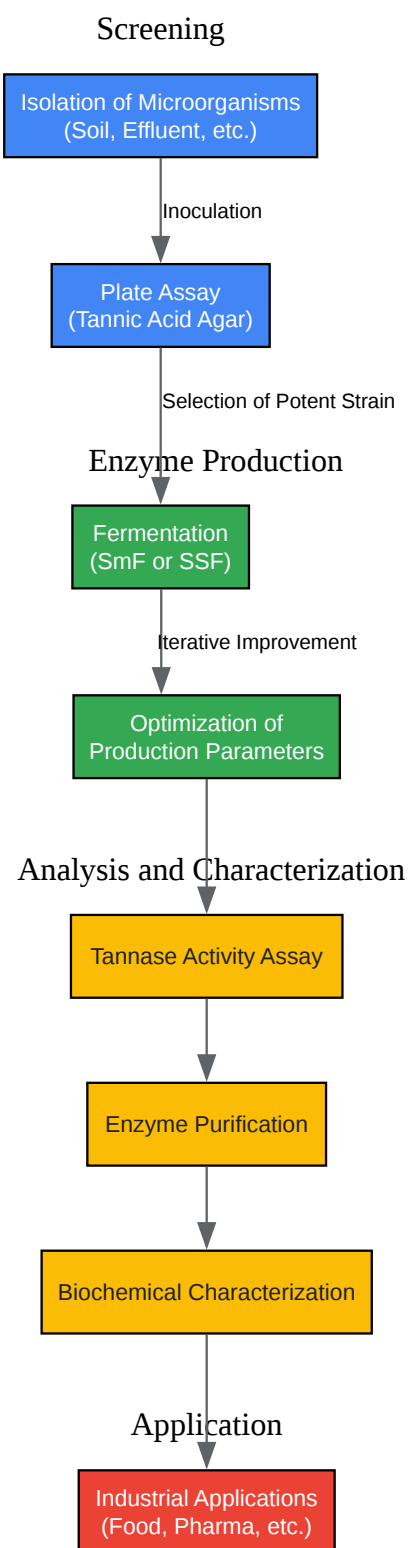 Screening
Isolation of Microorganisms
(Soil, Effluent, etc.)
Inoculation
Plate Assay
(Tannic Acid Agar)
Selection of Potent Strain
Enzyme Production
Fermentation
(SmF or SSF)
Iterative Improvement
Optimization of
Production Parameters
Analysis and Characterization
Tannase Activity Assay
Enzyme Purification
Biochemical Characterization
Application
Industrial Applications
(Food, Pharma, etc.)